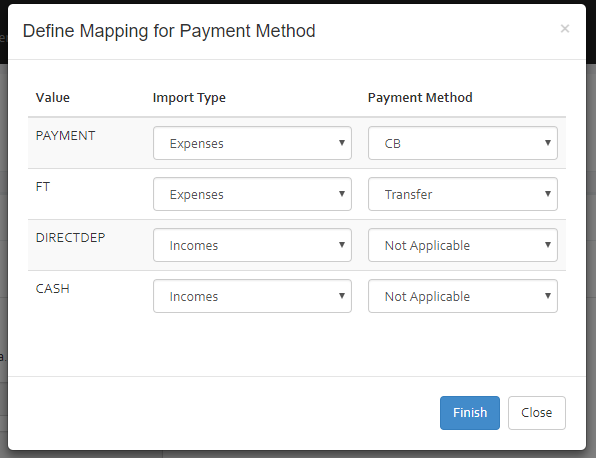 Define Mapping for Payment Method
×
Value Import Type Payment Method
PAYMENT Expenses CB
FT Expenses Transfer
DIRECTDEP Incomes Not Applicable
CASH Incomes Not Applicable
a.
Finish Close